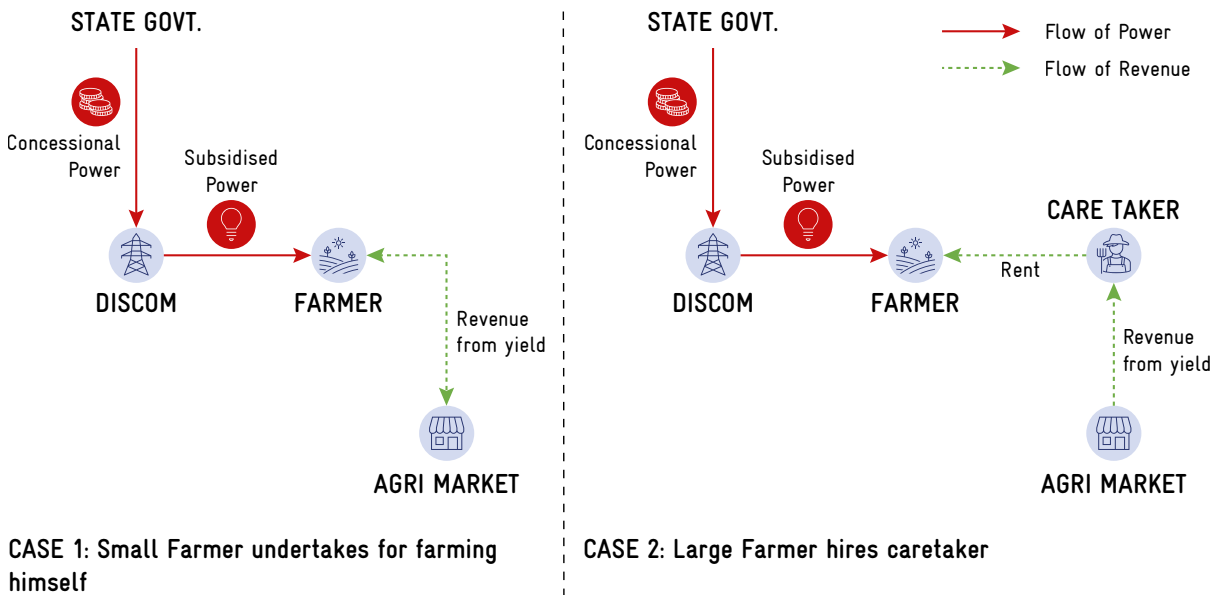 STATE GOVT.
Concessional
Power
Subsidised
Power
DISCOM
FARMER
Revenue
from yield
AGRI MARKET
CASE 1: Small Farmer undertakes for farming
himself
STATE GOVT.
Flow of Power
Flow of Revenue
Concessional
Power
Subsidised
Power
CARE TAKER
Rent
DISCOM
FARMER
Revenue
from yield
AGRI MARKET
CASE 2: Large Farmer hires caretaker